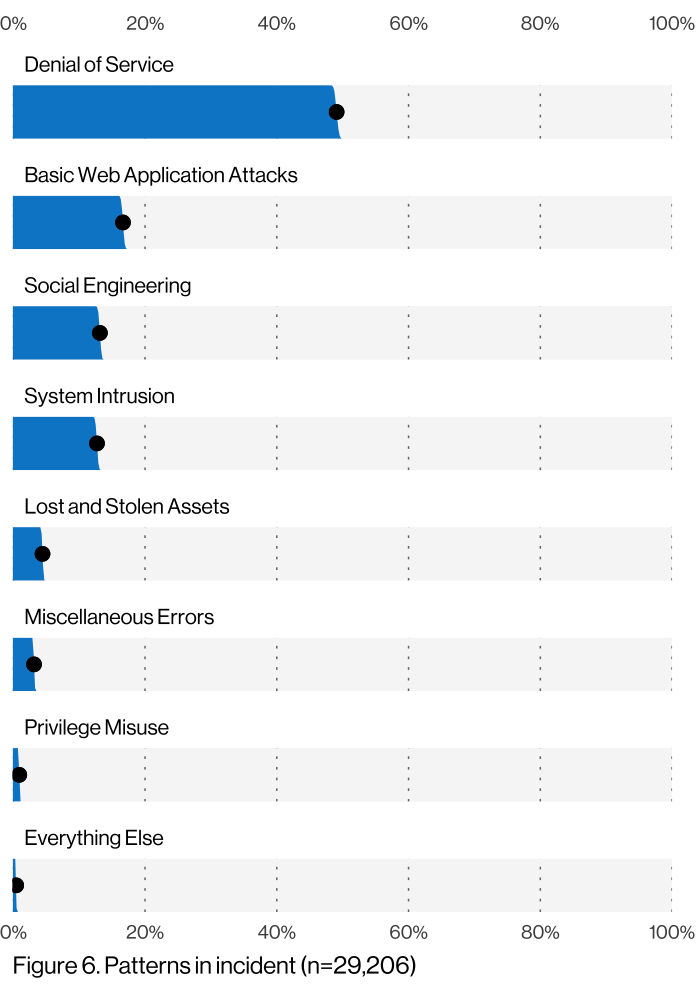 0% 20% 40% 60% 80% 100%
Denial of Service
Basic Web Application Attacks
Social Engineering
System Intrusion
Lost and Stolen Assets
Miscellaneous Errors
Privilege Misuse
Everything Else
0% 20% 40% 60% 80% 100%
Figure 6. Patterns in incident (n=29,206)